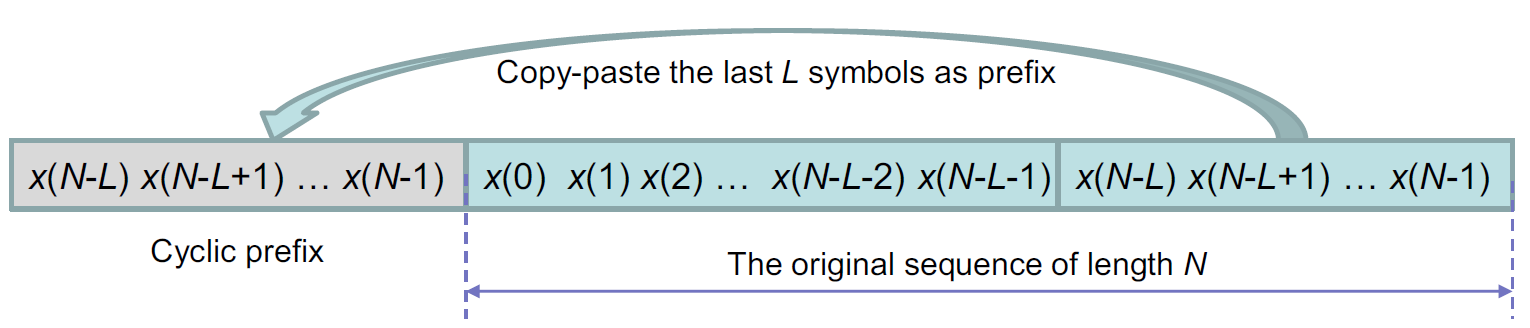 Copy-paste the last L symbols as prefix
x(N-L) x(N-L+1) … x(N-1) x(0) x(1) x(2) … x(N-L-2) x(N-L-1) x(N-L) x(N-L+1) … x(N-1)
Cyclic prefix
The original sequence of length N